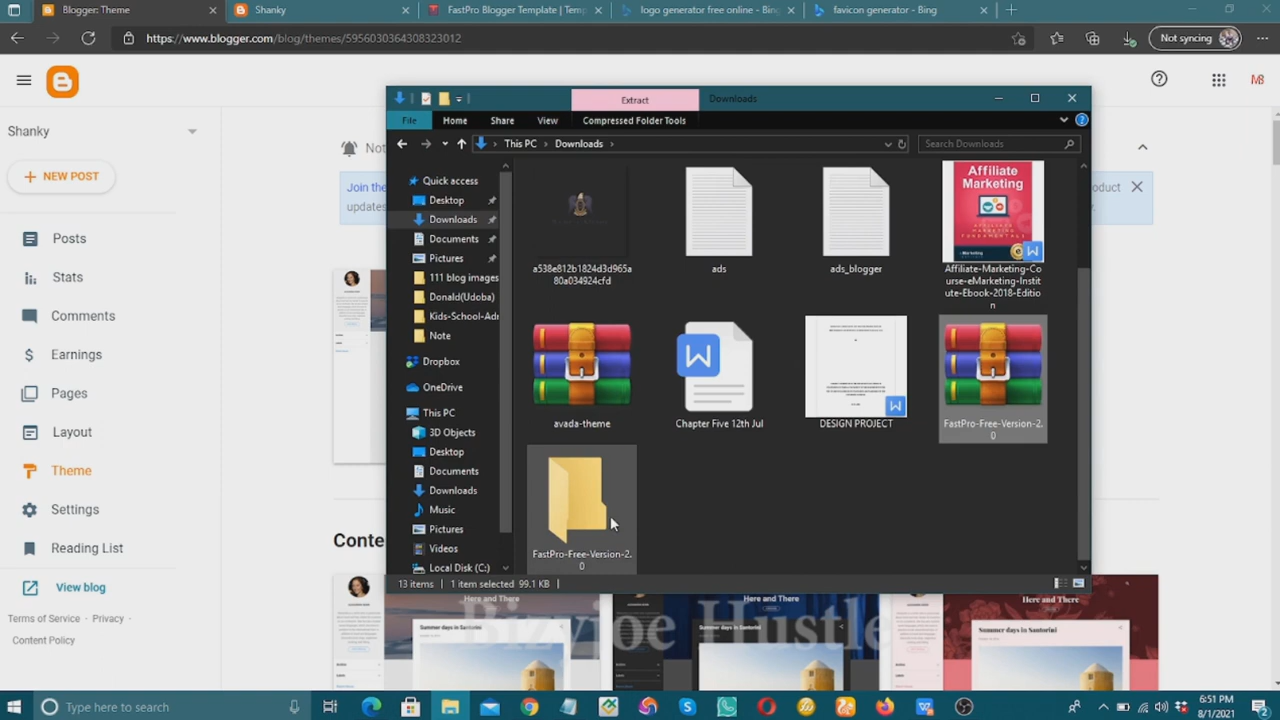 Blogger: Theme
Shanky
FastPro Blogger Template | Temp
logo generator free online - Bing
favicon generator - Bing
https://www.blogger.com/blog/themes/5956030364308323012
Not syncing
MB
Shanky
NEW POST
Posts
Stats
Comments
Earnings
Pages
Layout
Theme
Settings
Reading List
View blog
Terms of Service · Privacy ·
Content Policy
Not
Join the
updates
product
Conte
Extract
Downloads
File
Home
Share
View
Compressed Folder Tools
This PC
Downloads
Search Downloads
Quick access
Desktop
Downloads
Documents
Pictures
111 blog images
Donald(Udoba)
Kids-School-Adr
Note
Dropbox
OneDrive
This PC
3D Objects
Desktop
Documents
Downloads
Music
Pictures
Videos
Local Disk (C:)
a538e812b1824d3d965a
80a034924cfd
ads
ads_blogger
Affiliate
Marketing
Affiliate-Marketing-Co
urse-eMarketing-Insti
tute-Ebook-2018-Editio
n
avada-theme
Chapter Five 12th Jul
DESIGN PROJECT
FastPro-Free-Version-2.
0
FastPro-Free-Version-2.
0
13 items
1 item selected 99.1 KB
Here and There
Here and There
Here and There
Summer days in Santorini
Summer days in Santorini
Summer days in Santorini
Type here to search
6:51 PM
8/1/2021